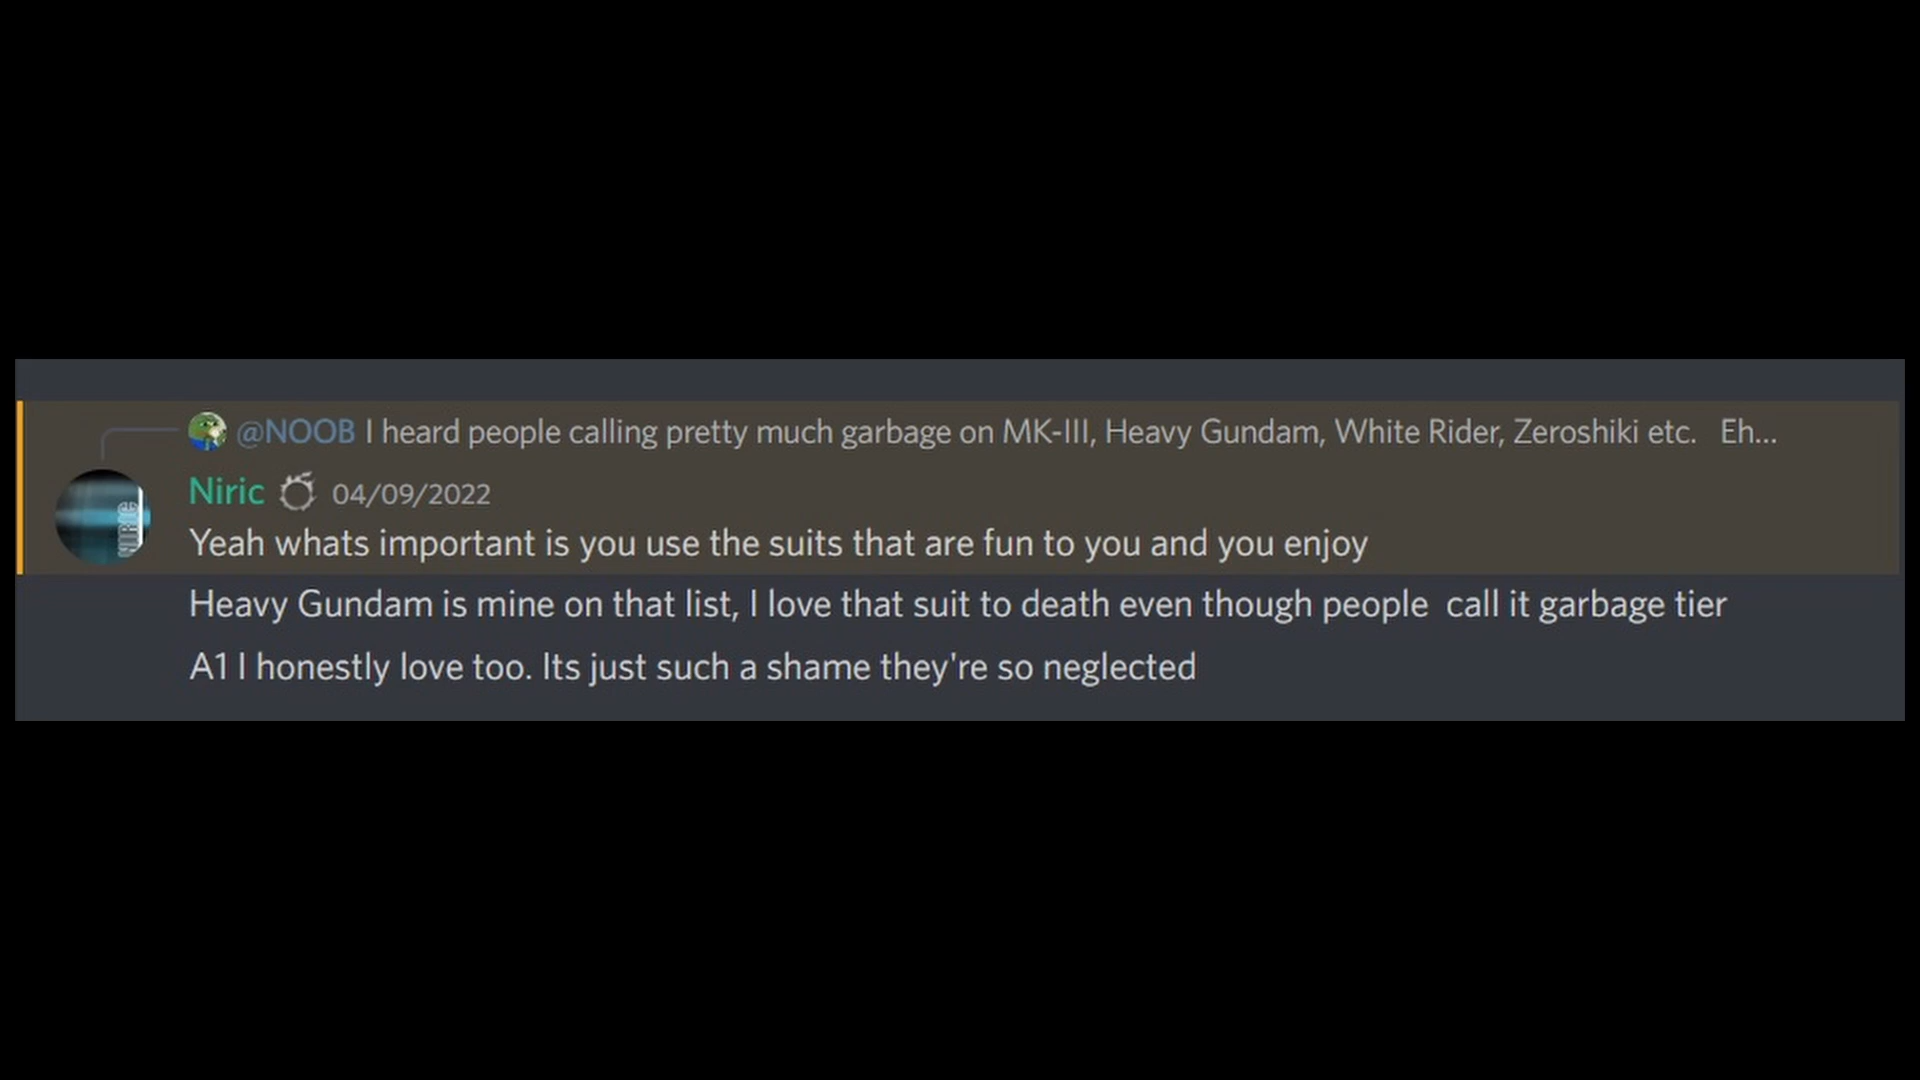 @NOOB I heard people calling pretty much garbage on MK-III, Heavy Gundam, White Rider, Zeroshiki etc. Eh...
Niric 04/09/2022
NIRIC
Yeah whats important is you use the suits that are fun to you and you enjoy
Heavy Gundam is mine on that list, I love that suit to death even though people  call it garbage tier
A1 I honestly love too. Its just such a shame they're so neglected